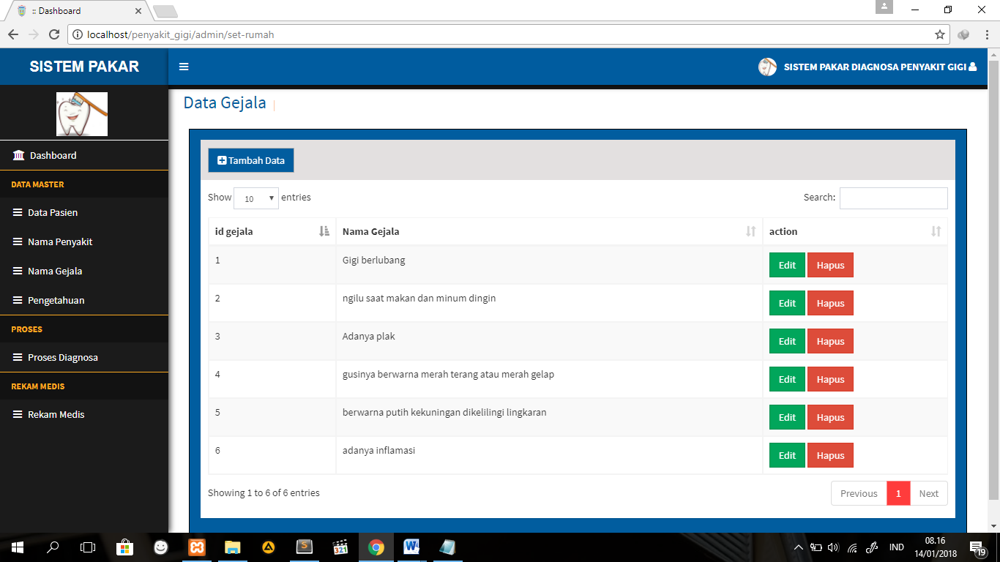 :: Dashboard
localhost/penyakit_gigi/admin/set-rumah
SISTEM PAKAR
SISTEM PAKAR DIAGNOSA PENYAKIT GIGI
Dashboard
DATA MASTER
Data Pasien
Nama Penyakit
Nama Gejala
Pengetahuan
PROSES
Proses Diagnosa
REKAM MEDIS
Rekam Medis
Data Gejala
Tambah Data
Show 10 entries
Search:
id gejala Nama Gejala action
1 Gigi berlubang Edit Hapus
2 ngilu saat makan dan minum dingin Edit Hapus
3 Adanya plak Edit Hapus
4 gusinya berwarna merah terang atau merah gelap Edit Hapus
5 berwarna putih kekuningan dikelilingi lingkaran Edit Hapus
6 adanya inflamasi Edit Hapus
Showing 1 to 6 of 6 entries
Previous 1 Next
321
IND
08.16
14/01/2018
19